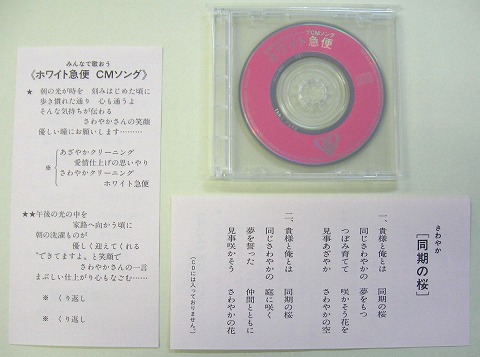 みんなで歌おう
《ホワイト急便 CMソング》
★ 朝の光が時を 刻みはじめた頃に
歩き慣れた通り 心も通うよ
そんな気持ちが伝わる
さわやかさんの笑顔
優しい瞳にお願いします………
※
あざやかクリーニング
愛情仕上げの思いやり
さわやかクリーニング
ホワイト急便
★★午後の光の中を
家路へ向かう頃に
朝の洗濯ものが
優しく迎えてくれる
"できてますよ。と笑顔で
さわやかさんの一言
まぶしい仕上がり心もなごむ……
※ くり返し
※ くり返し
CMソング
ホワイト急便
さわやか
［同期の桜］
一、貴様と俺とは 同期の桜
同じさわやかの 夢をもつ
つぼみ育てて 咲かそう花を
見事あざやか さわやかの空
二、貴様と俺とは 同期の桜
同じさわやかの 庭に咲く
夢を誓った 仲間とともに
見事咲かそう さわやかの花
（CDには入っておりません。）